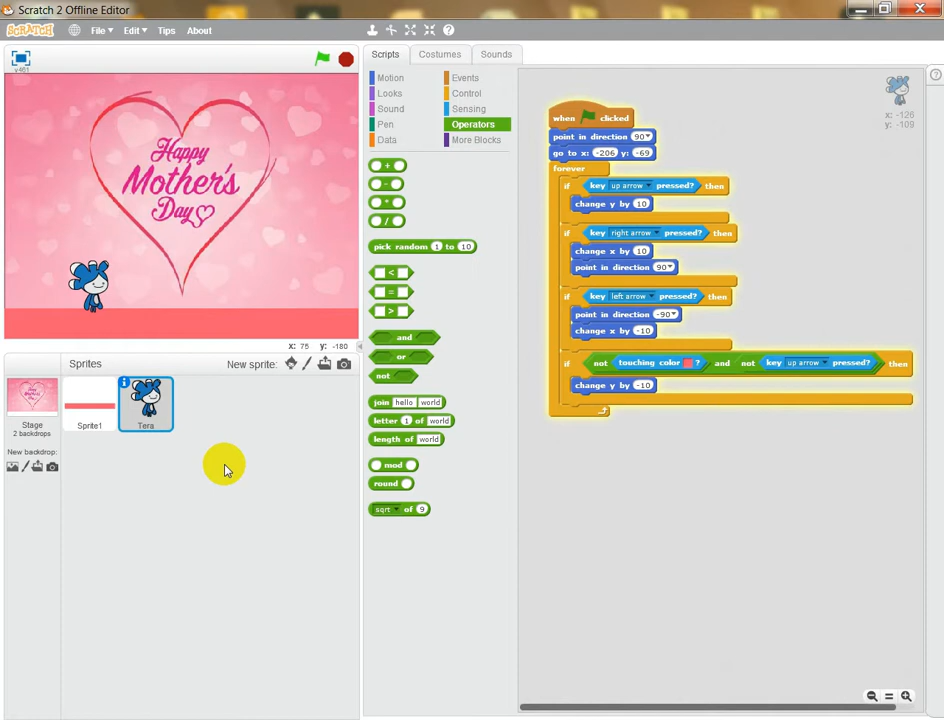 Scratch 2 Offline Editor
SCRATCH File Edit Tips About
v461
Scripts Costumes Sounds
Motion Events
Looks Control
Sound Sensing
Pen Operators
Data More Blocks
Happy
Mother's
Day
x: 75 y: -180
+
-
*
/
pick random 1 to 10
<
=
>
and
or
not
join hello world
letter 1 of world
length of world
mod
round
sqrt of 9
x: -126
y: -109
when clicked
point in direction 90
go to x: -206 y: -69
forever
if key up arrow pressed? then
change y by 10
if key right arrow pressed? then
change x by 10
point in direction 90
if key left arrow pressed? then
point in direction -90
change x by -10
if not touching color ? and not key up arrow pressed? then
change y by -10
Sprites New sprite:
Stage
2 backdrops
New backdrop:
Sprite1
i
Tera